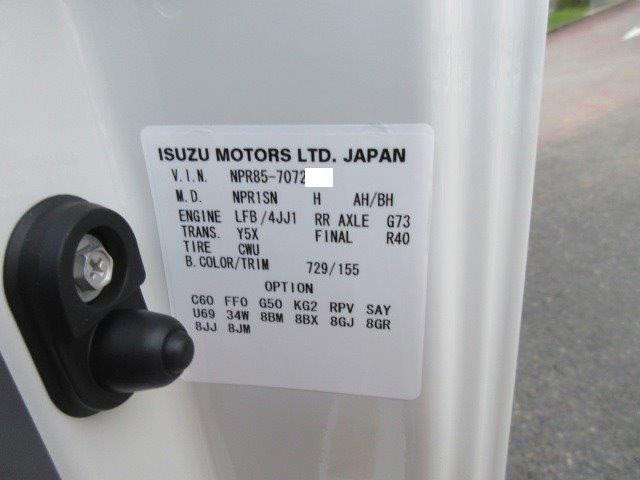 ISUZU MOTORS LTD. JAPAN
V.I.N. NPR85-7072
M.D. NPR1SN H AH/BH
ENGINE LFB/4JJ1 RR AXLE G73
TRANS. Y5X FINAL R40
TIRE CWU
B.COLOR/TRIM 729/155
OPTION
C60 FF0 G50 KG2 RPV SAY
U69 34W 8BM 8BX 8GJ 8GR
8JJ 8JM